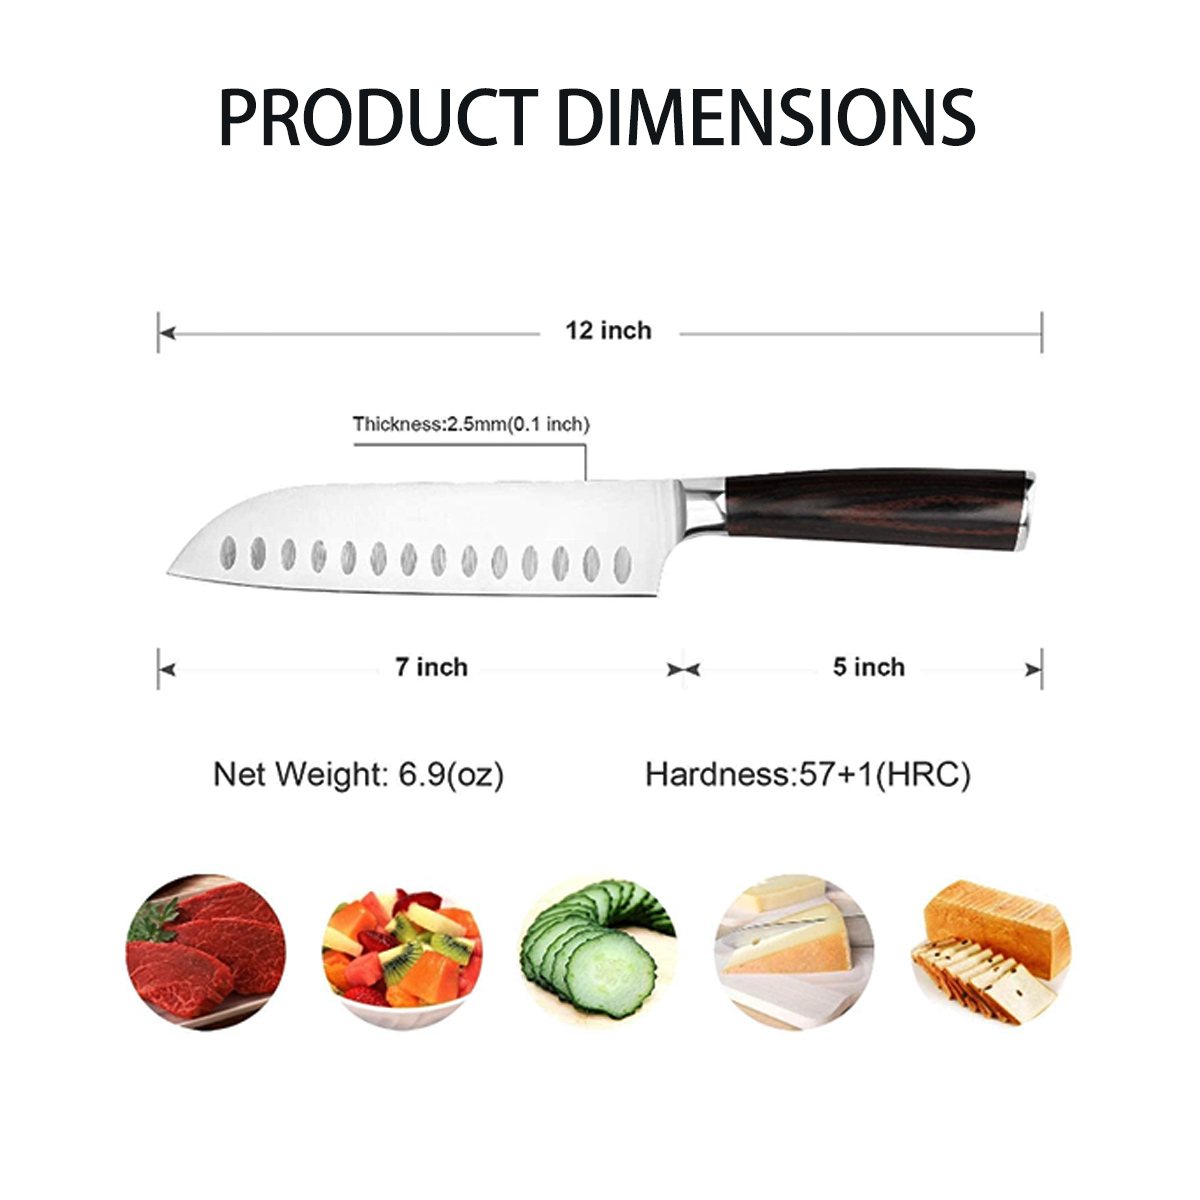 PRODUCT DIMENSIONS
12 inch
Thickness:2.5mm(0.1 inch)
7 inch
5 inch
Net Weight: 6.9(oz)
Hardness:57+1(HRC)